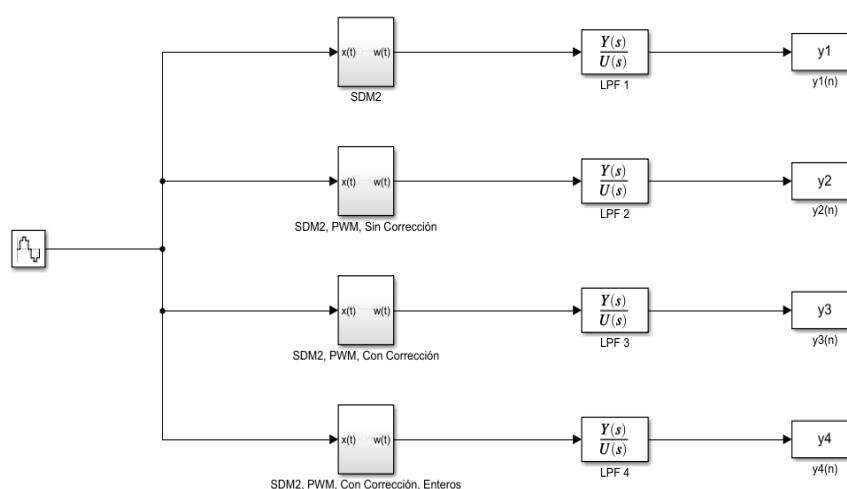 x(t) w(t)
SDM2
Y(s)
U(s)
LPF 1
y1
y1(n)
x(t) w(t)
SDM2, PWM, Sin Corrección
Y(s)
U(s)
LPF 2
y2
y2(n)
x(t) w(t)
SDM2, PWM, Con Corrección
Y(s)
U(s)
LPF 3
y3
y3(n)
x(t) w(t)
SDM2, PWM, Con Corrección, Enteros
Y(s)
U(s)
LPF 4
y4
y4(n)